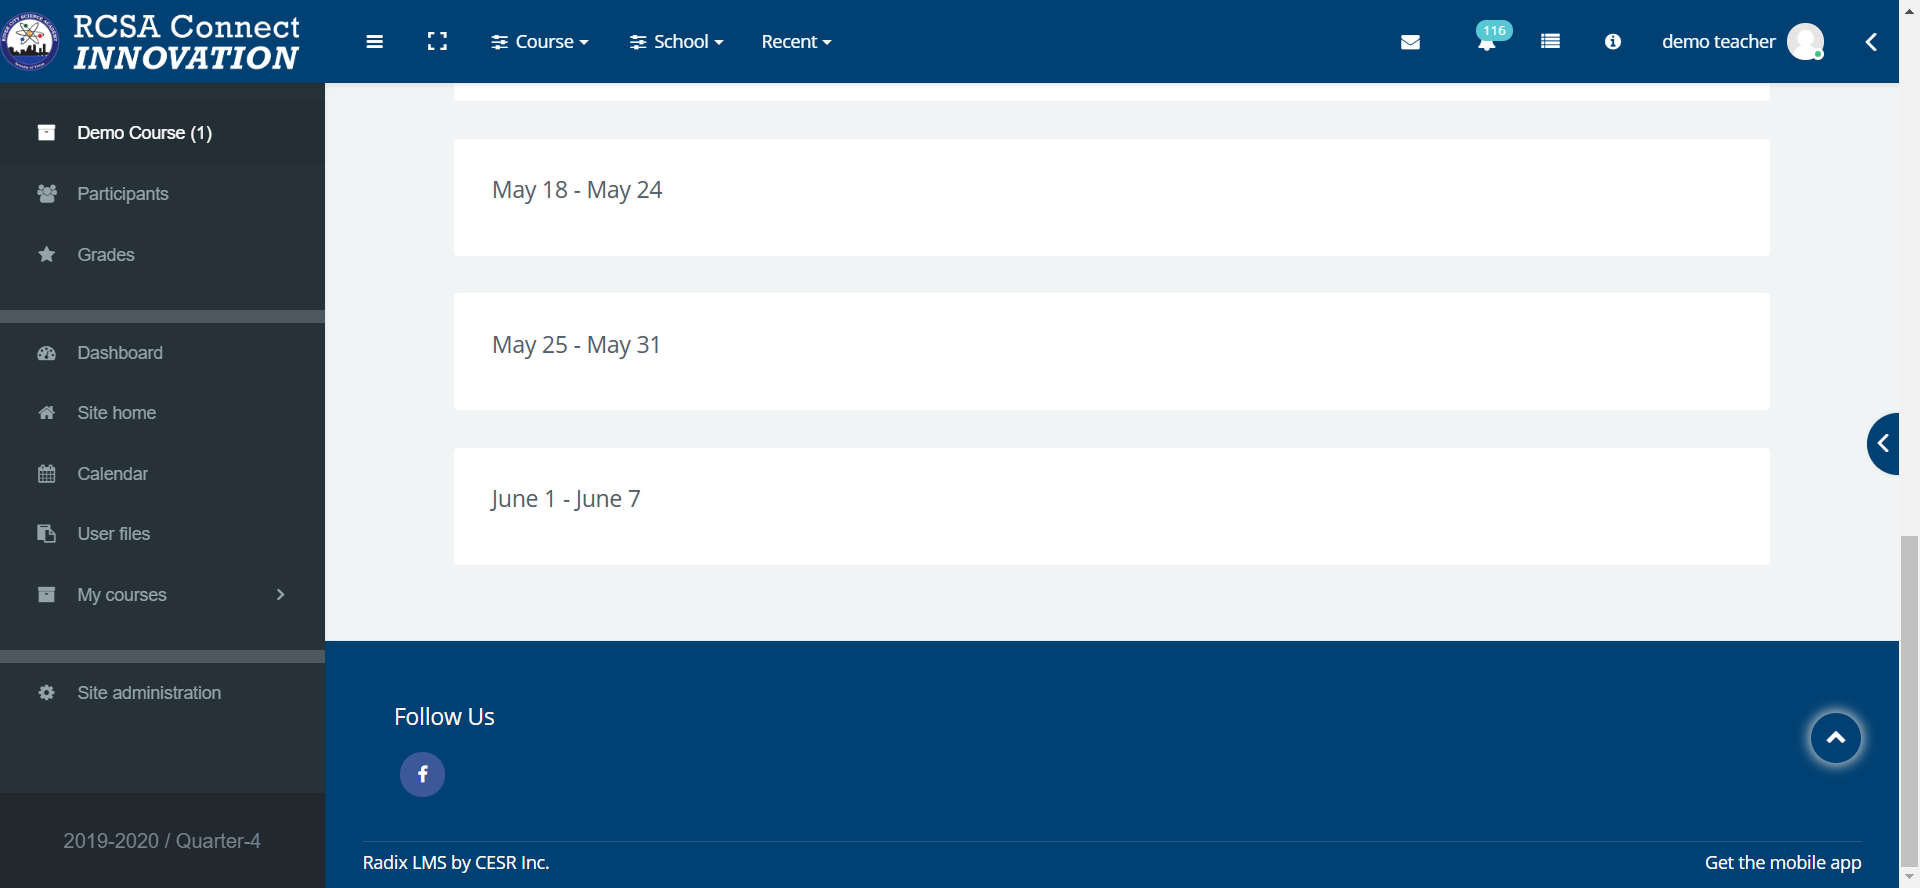 RCSA Connect
INNOVATION
Course
School
Recent
116
demo teacher
Demo Course (1)
Participants
Grades
Dashboard
Site home
Calendar
User files
My courses
Site administration
2019-2020 / Quarter-4
May 18 - May 24
May 25 - May 31
June 1 - June 7
Follow Us
Radix LMS by CESR Inc.
Get the mobile app